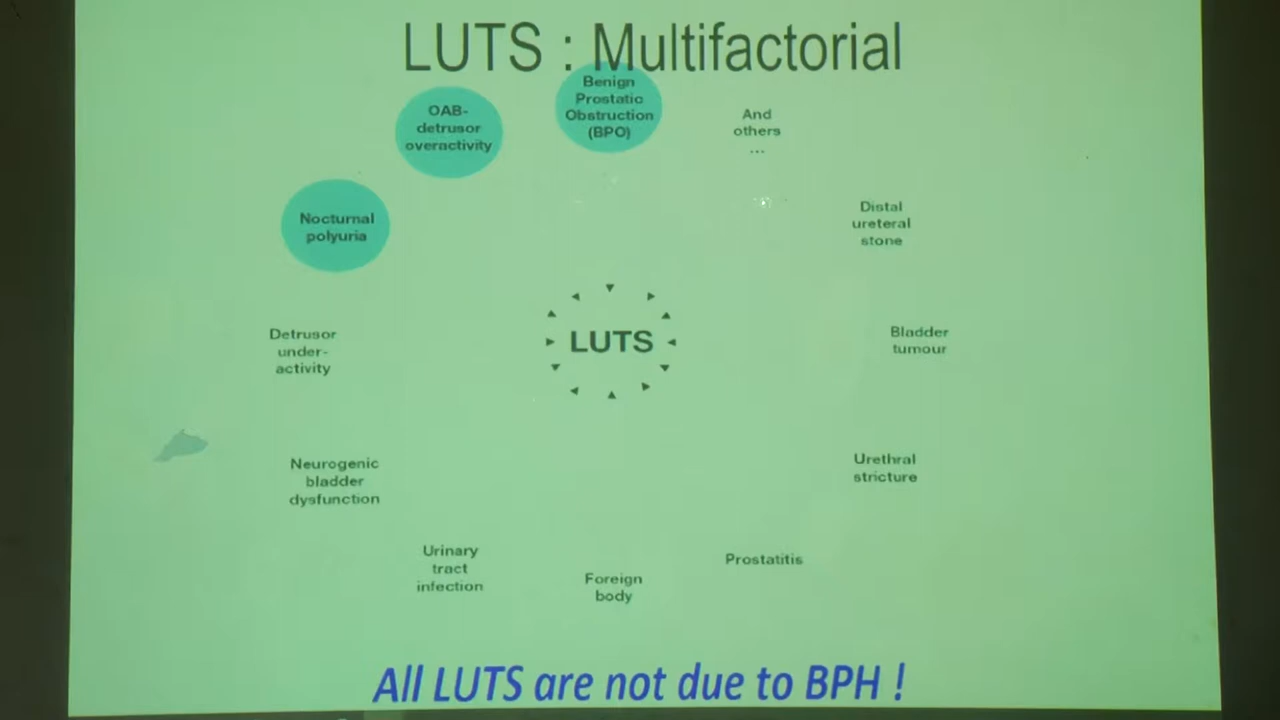 LUTS : Multifactorial
Benign
Prostatic
Obstruction
(BPO)
And
others
...
Distal
ureteral
stone
Bladder
tumour
Urethral
stricture
Prostatitis
Foreign
body
Urinary
tract
infection
Neurogenic
bladder
dysfunction
Detrusor
under-
activity
Nocturnal
polyuria
OAB-
detrusor
overactivity
LUTS
All LUTS are not due to BPH !